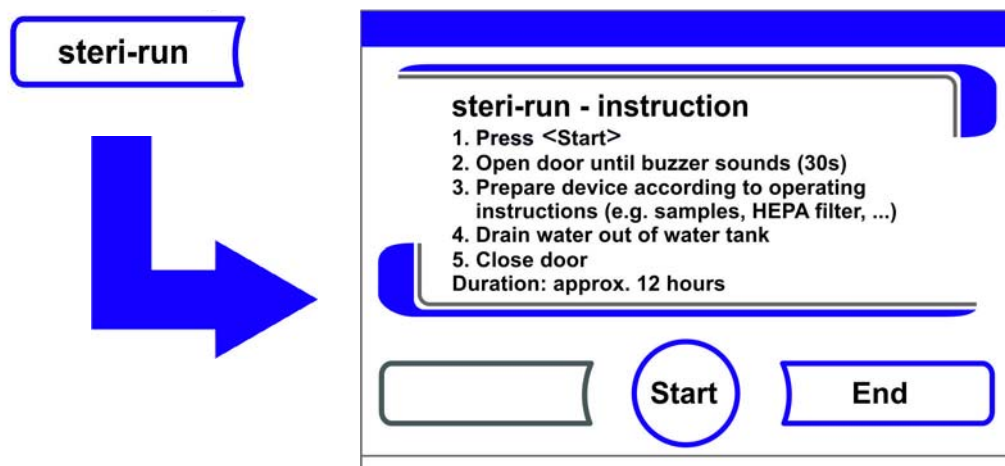 steri-run
steri-run - instruction
1. Press <Start>
2. Open door until buzzer sounds (30s)
3. Prepare device according to operating
instructions (e.g. samples, HEPA filter, ...)
4. Drain water out of water tank
5. Close door
Duration: approx. 12 hours
Start
End